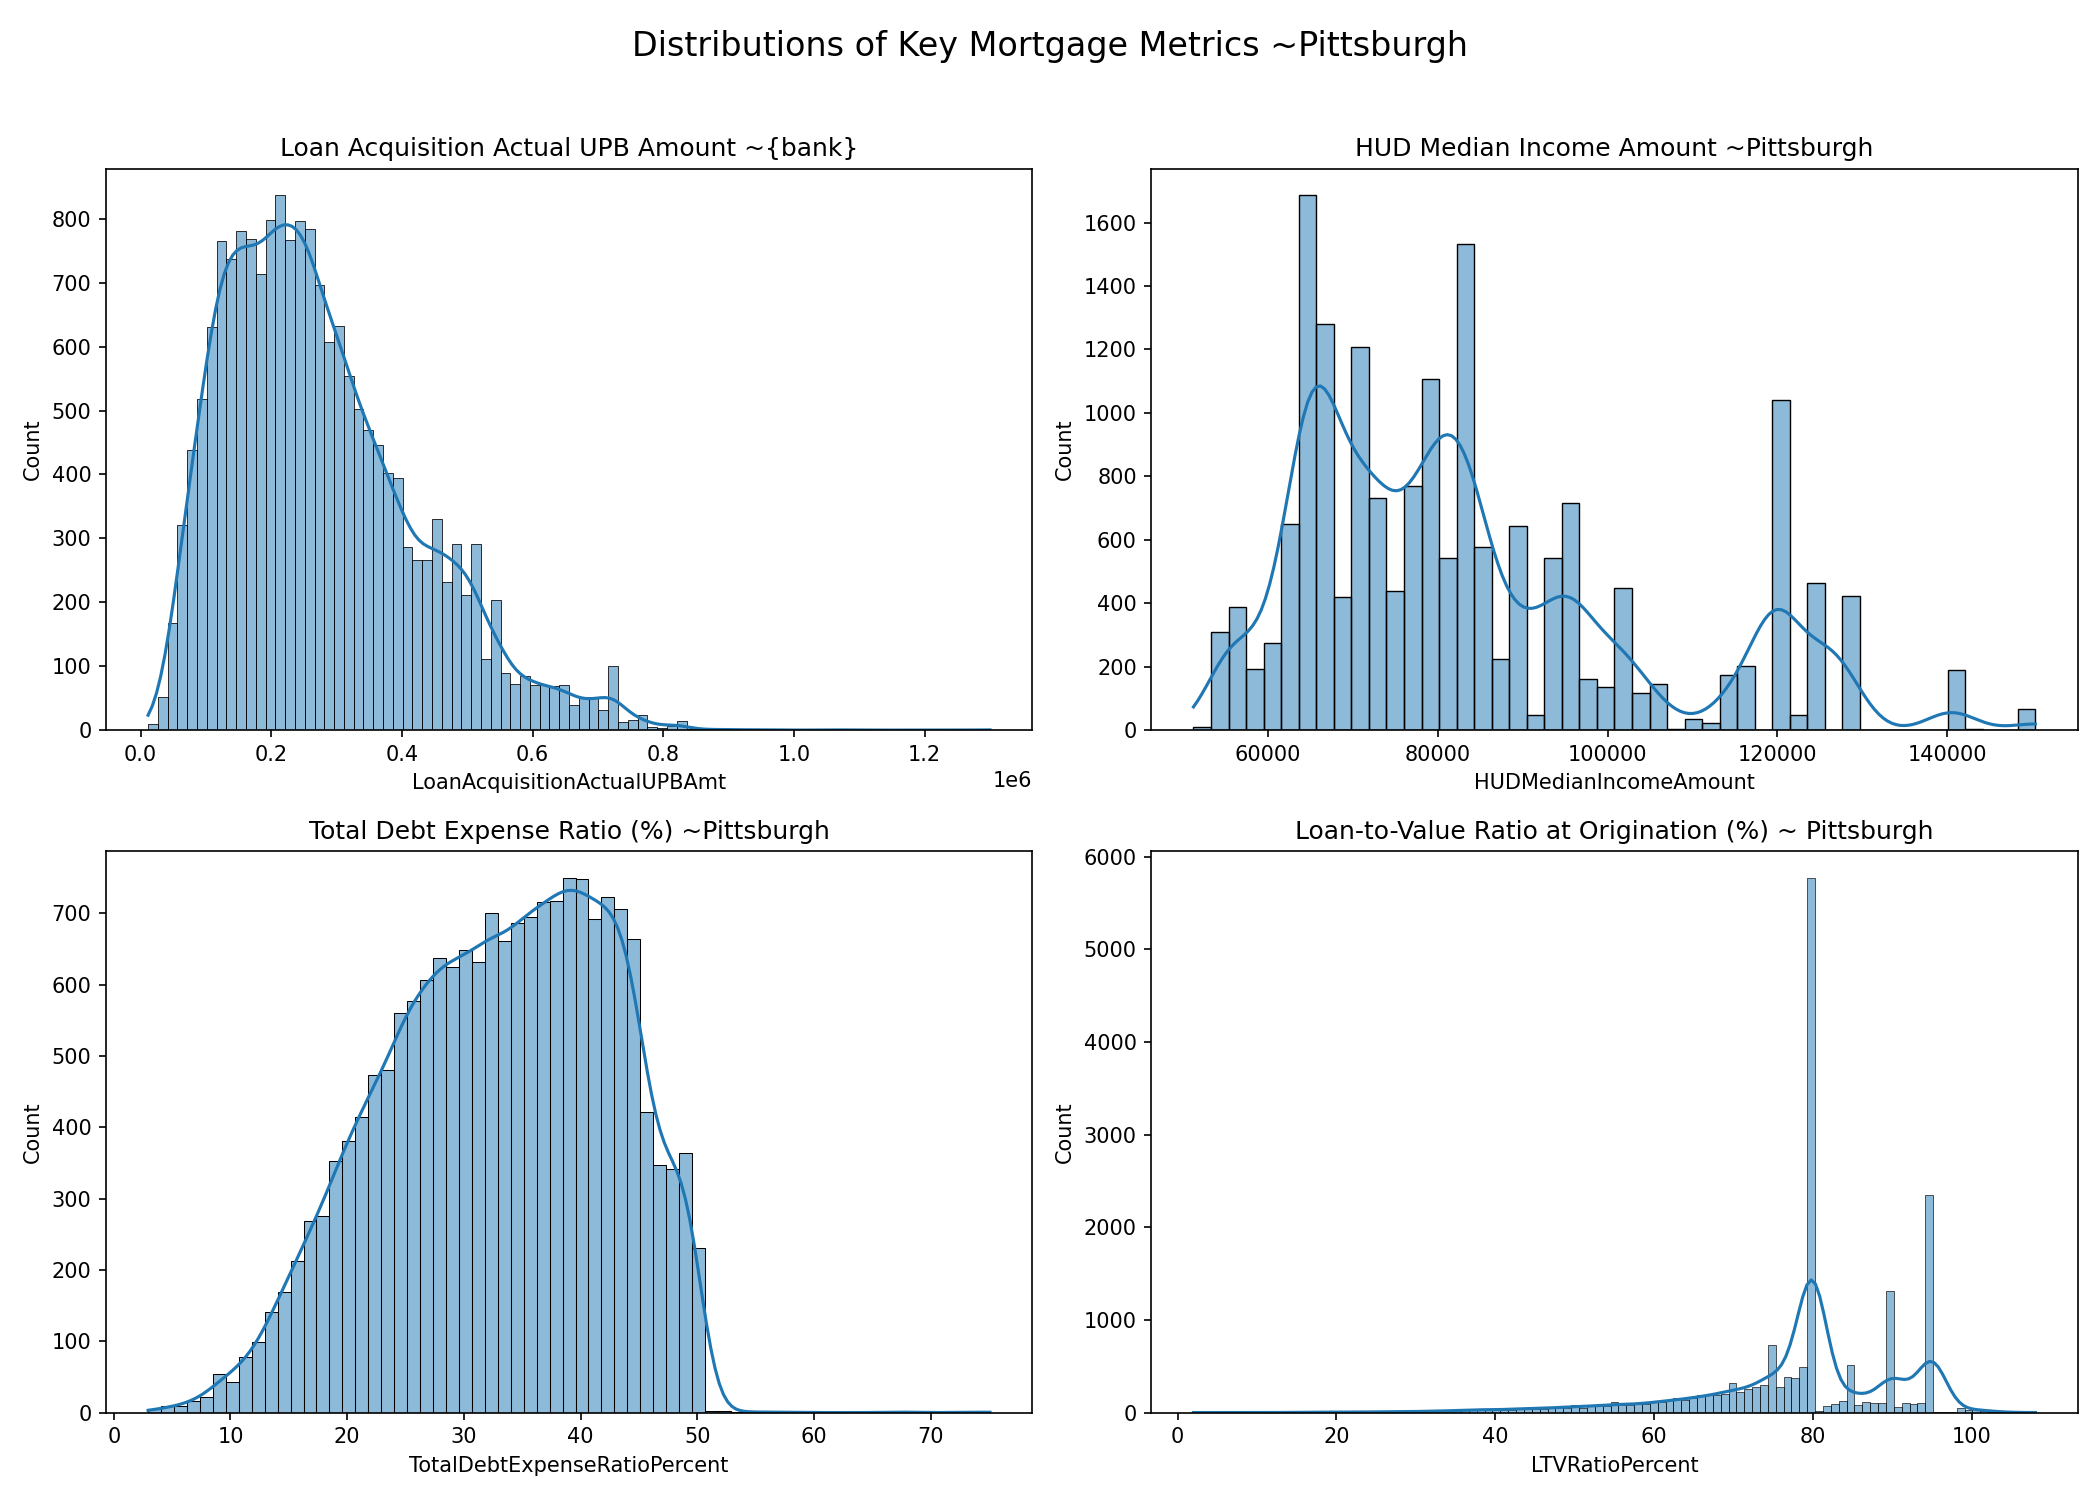 Distributions of Key Mortgage Metrics ~Pittsburgh
Loan Acquisition Actual UPB Amount ~{bank}
Count
800
700
600
500
400
300
200
100
0
0.0 0.2 0.4 0.6 0.8 1.0 1.2
1e6
LoanAcquisitionActualUPBAmt
HUD Median Income Amount ~Pittsburgh
Count
1600
1400
1200
1000
800
600
400
200
0
60000 80000 100000 120000 140000
HUDMedianIncomeAmount
Total Debt Expense Ratio (%) ~Pittsburgh
Count
700
600
500
400
300
200
100
0
0 10 20 30 40 50 60 70
TotalDebtExpenseRatioPercent
Loan-to-Value Ratio at Origination (%) ~ Pittsburgh
Count
6000
5000
4000
3000
2000
1000
0
0 20 40 60 80 100
LTVRatioPercent